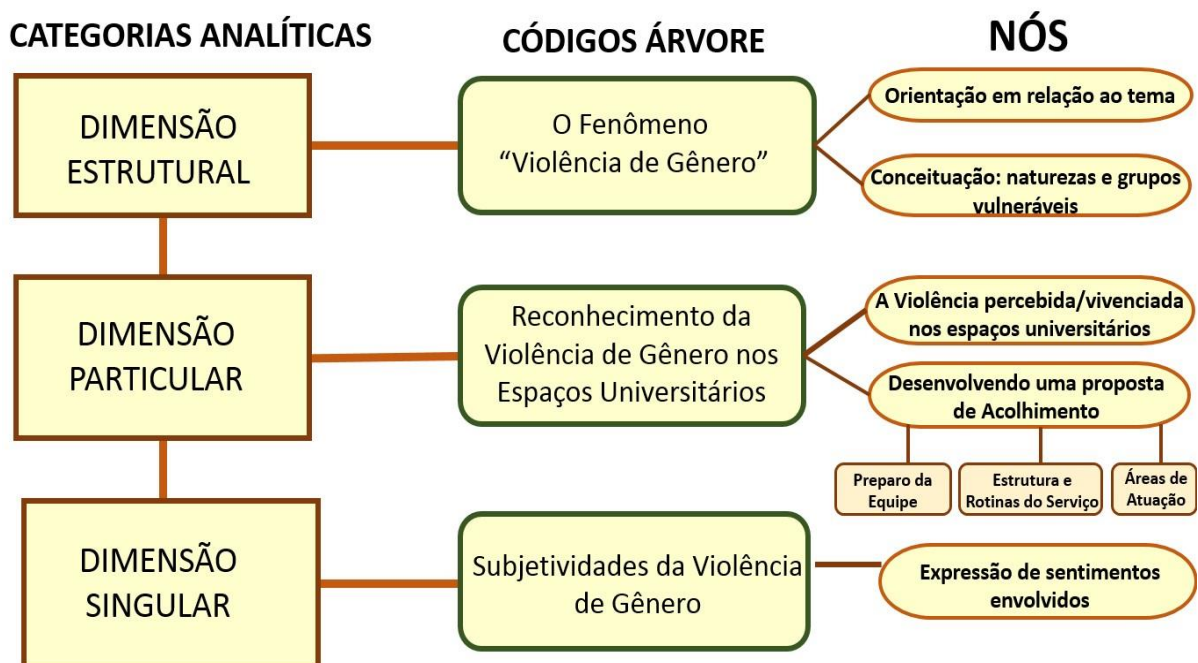 CATEGORIAS ANALÍTICAS
CÓDIGOS ÁRVORE
NÓS
DIMENSÃO
ESTRUTURAL
O Fenômeno
“Violência de Gênero”
Orientação em relação ao tema
Conceituação: naturezas e grupos
vulneráveis
DIMENSÃO
PARTICULAR
Reconhecimento da
Violência de Gênero nos
Espaços Universitários
A Violência percebida/vivenciada
nos espaços universitários
Desenvolvendo uma proposta
de Acolhimento
Preparo da
Equipe
Estrutura e
Rotinas do Serviço
Áreas de
Atuação
DIMENSÃO
SINGULAR
Subjetividades da Violência
de Gênero
Expressão de sentimentos
envolvidos